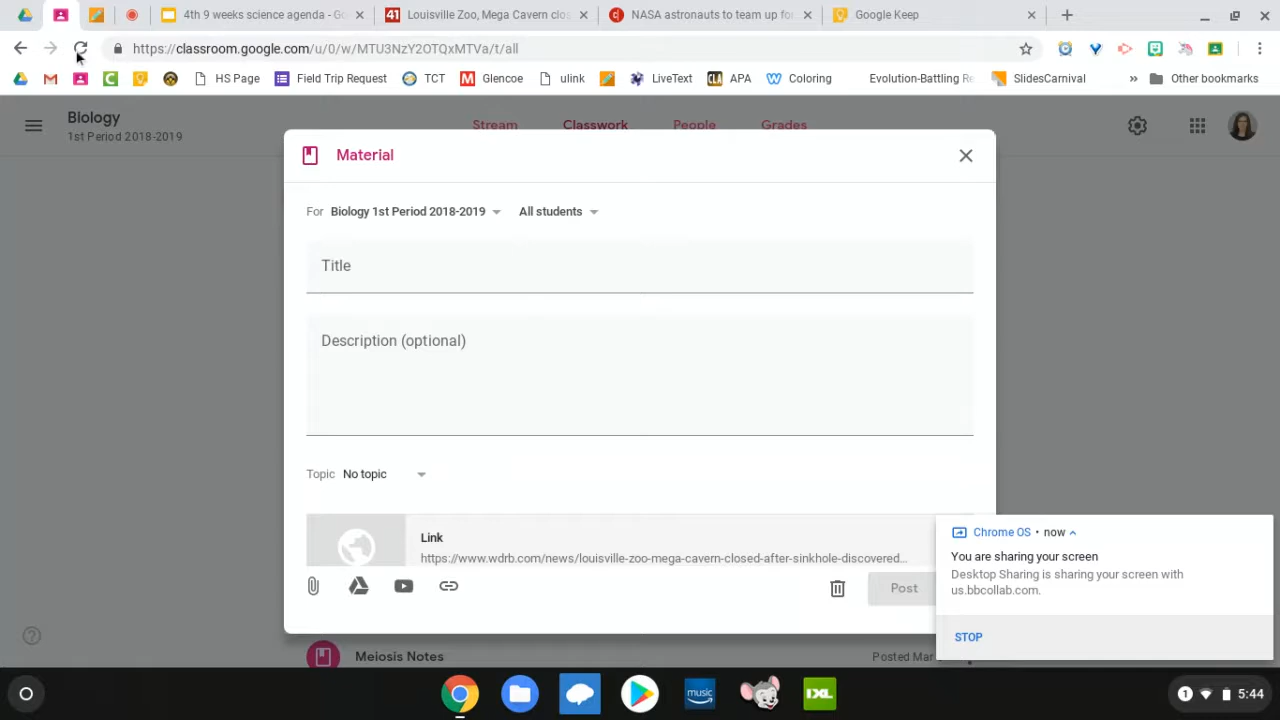 4th 9 weeks science agenda - Go
Louisville Zoo, Mega Cavern clos
NASA astronauts to team up for
Google Keep
https://classroom.google.com/u/0/w/MTU3NzY2OTQxMTVa/t/all
HS Page
Field Trip Request
TCT
Glencoe
ulink
LiveText
APA
Coloring
Evolution-Battling Re
SlidesCarnival
»
Other bookmarks
Biology
1st Period 2018-2019
Stream
Classwork
People
Grades
Material
For Biology 1st Period 2018-2019 All students
Title
Description (optional)
Topic No topic
Link
https://www.wdrb.com/news/louisville-zoo-mega-cavern-closed-after-sinkhole-discovered...
Post
Chrome OS • now
You are sharing your screen
Desktop Sharing is sharing your screen with
us.bbcollab.com.
STOP
Meiosis Notes
Posted Mar
music
IXL
1
5:44